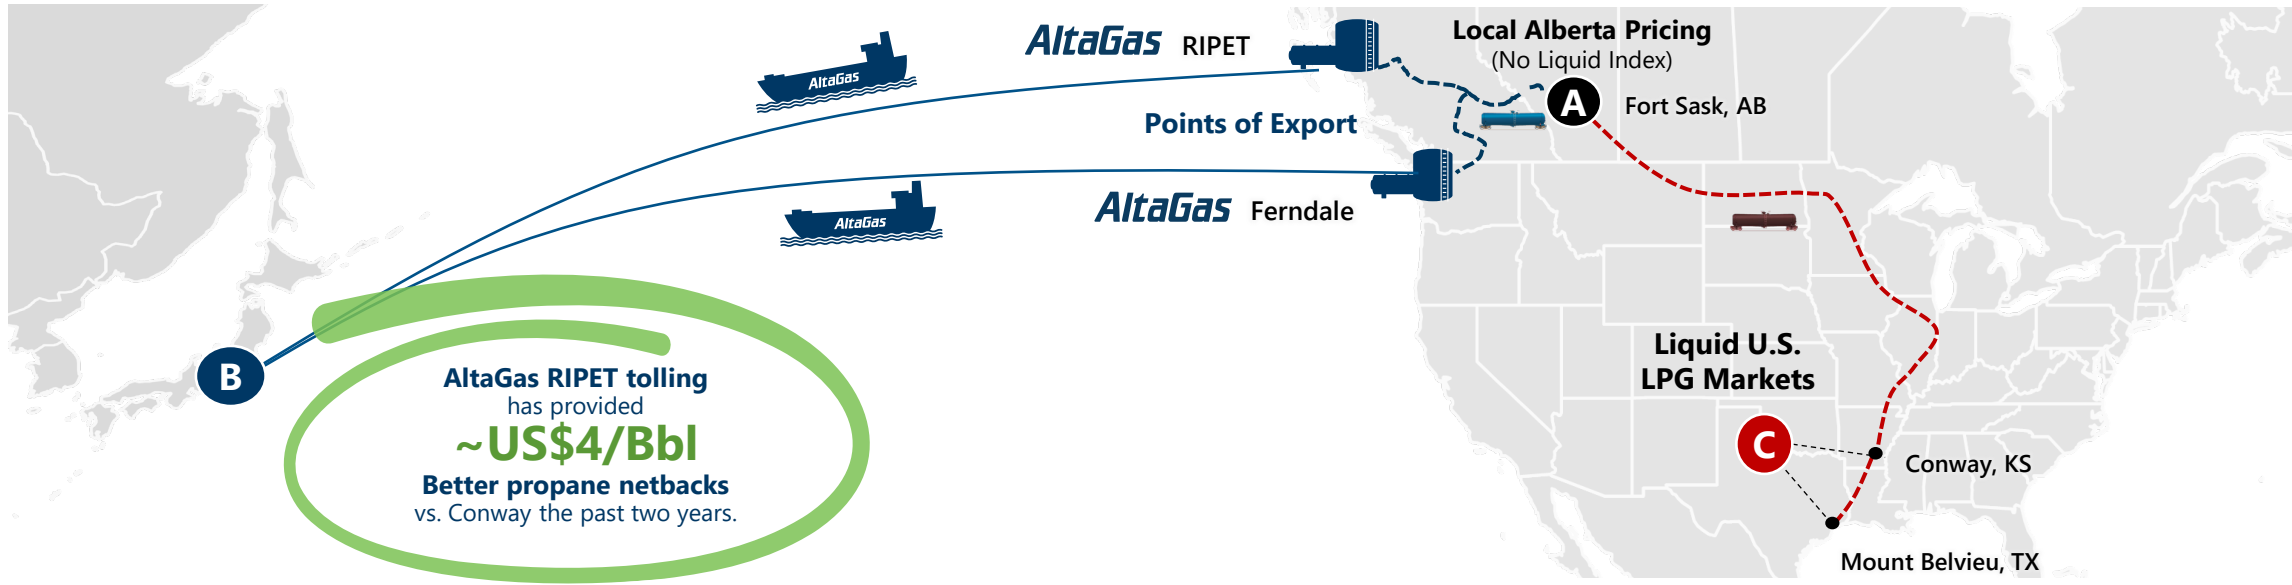 AltaGas RIPET
Local Alberta Pricing
(No Liquid Index)
AltaGas
A
Fort Sask, AB
Points of Export
AltaGas Ferndale
AltaGas
B
AltaGas RIPET tolling
has provided
~US$4/Bbl
Better propane netbacks
vs. Conway the past two years.
Liquid U.S.
LPG Markets
C
Conway, KS
Mount Belvieu, TX